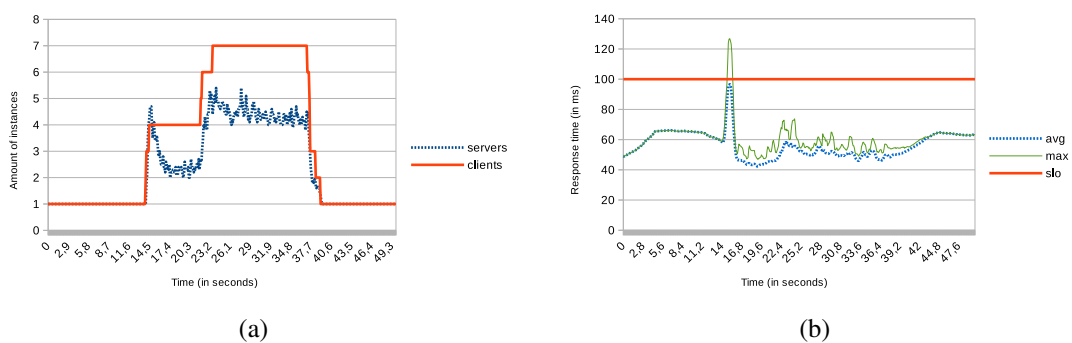 8
7
6
5
4
3
2
1
0
Amount of instances
0 2,9 5,8 8,7 11,6 14,5 17,4 20,3 23,2 26,1 29 31,9 34,8 37,7 40,6 43,5 46,4 49,3
Time (in seconds)
servers
clients
(a)
140
120
100
80
60
40
20
0
Response time (in ms)
0 2,8 5,6 8,4 11,2 14 16,8 19,6 22,4 25,2 28 30,8 33,6 36,4 39,2 42 44,8 47,6
Time (in seconds)
avg
max
slo
(b)